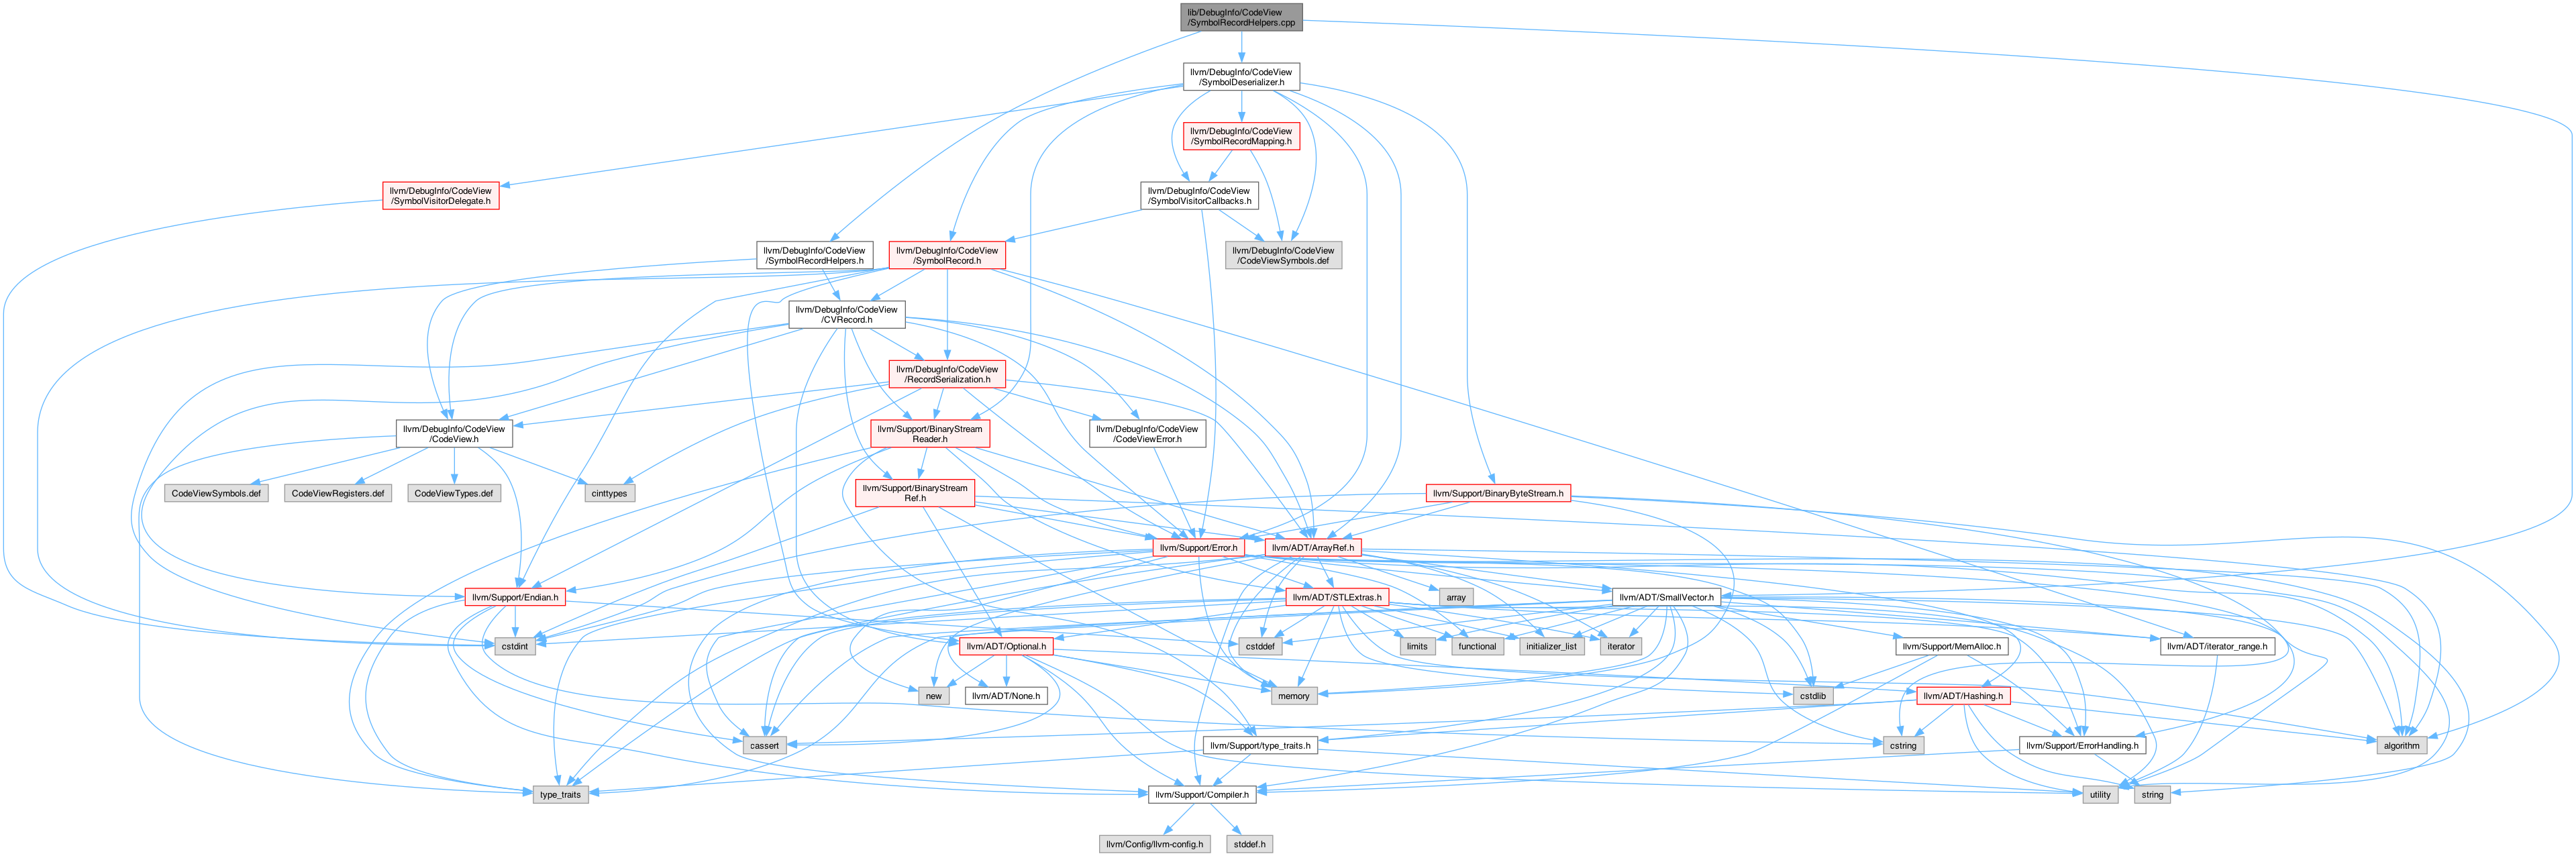 lib/DebugInfo/CodeView
/SymbolRecordHelpers.cpp
llvm/DebugInfo/CodeView
/SymbolDeserializer.h
llvm/DebugInfo/CodeView
/SymbolRecordMapping.h
llvm/DebugInfo/CodeView
/SymbolVisitorDelegate.h
llvm/DebugInfo/CodeView
/SymbolVisitorCallbacks.h
llvm/DebugInfo/CodeView
/SymbolRecordHelpers.h
llvm/DebugInfo/CodeView
/SymbolRecord.h
llvm/DebugInfo/CodeView
/CodeViewSymbols.def
llvm/DebugInfo/CodeView
/CVRecord.h
llvm/DebugInfo/CodeView
/RecordSerialization.h
llvm/DebugInfo/CodeView
/CodeView.h
llvm/Support/BinaryStream
Reader.h
llvm/DebugInfo/CodeView
/CodeViewError.h
CodeViewSymbols.def
CodeViewRegisters.def
CodeViewTypes.def
cinttypes
llvm/Support/BinaryStream
Ref.h
llvm/Support/BinaryByteStream.h
llvm/Support/Error.h
llvm/ADT/ArrayRef.h
llvm/Support/Endian.h
llvm/ADT/STLExtras.h
array
llvm/ADT/SmallVector.h
cstdint
llvm/ADT/Optional.h
cstddef
limits
functional
initializer_list
iterator
llvm/Support/MemAlloc.h
llvm/ADT/iterator_range.h
new
llvm/ADT/None.h
memory
cstdlib
llvm/ADT/Hashing.h
cassert
llvm/Support/type_traits.h
cstring
llvm/Support/ErrorHandling.h
algorithm
type_traits
llvm/Support/Compiler.h
utility
string
llvm/Config/llvm-config.h
stddef.h